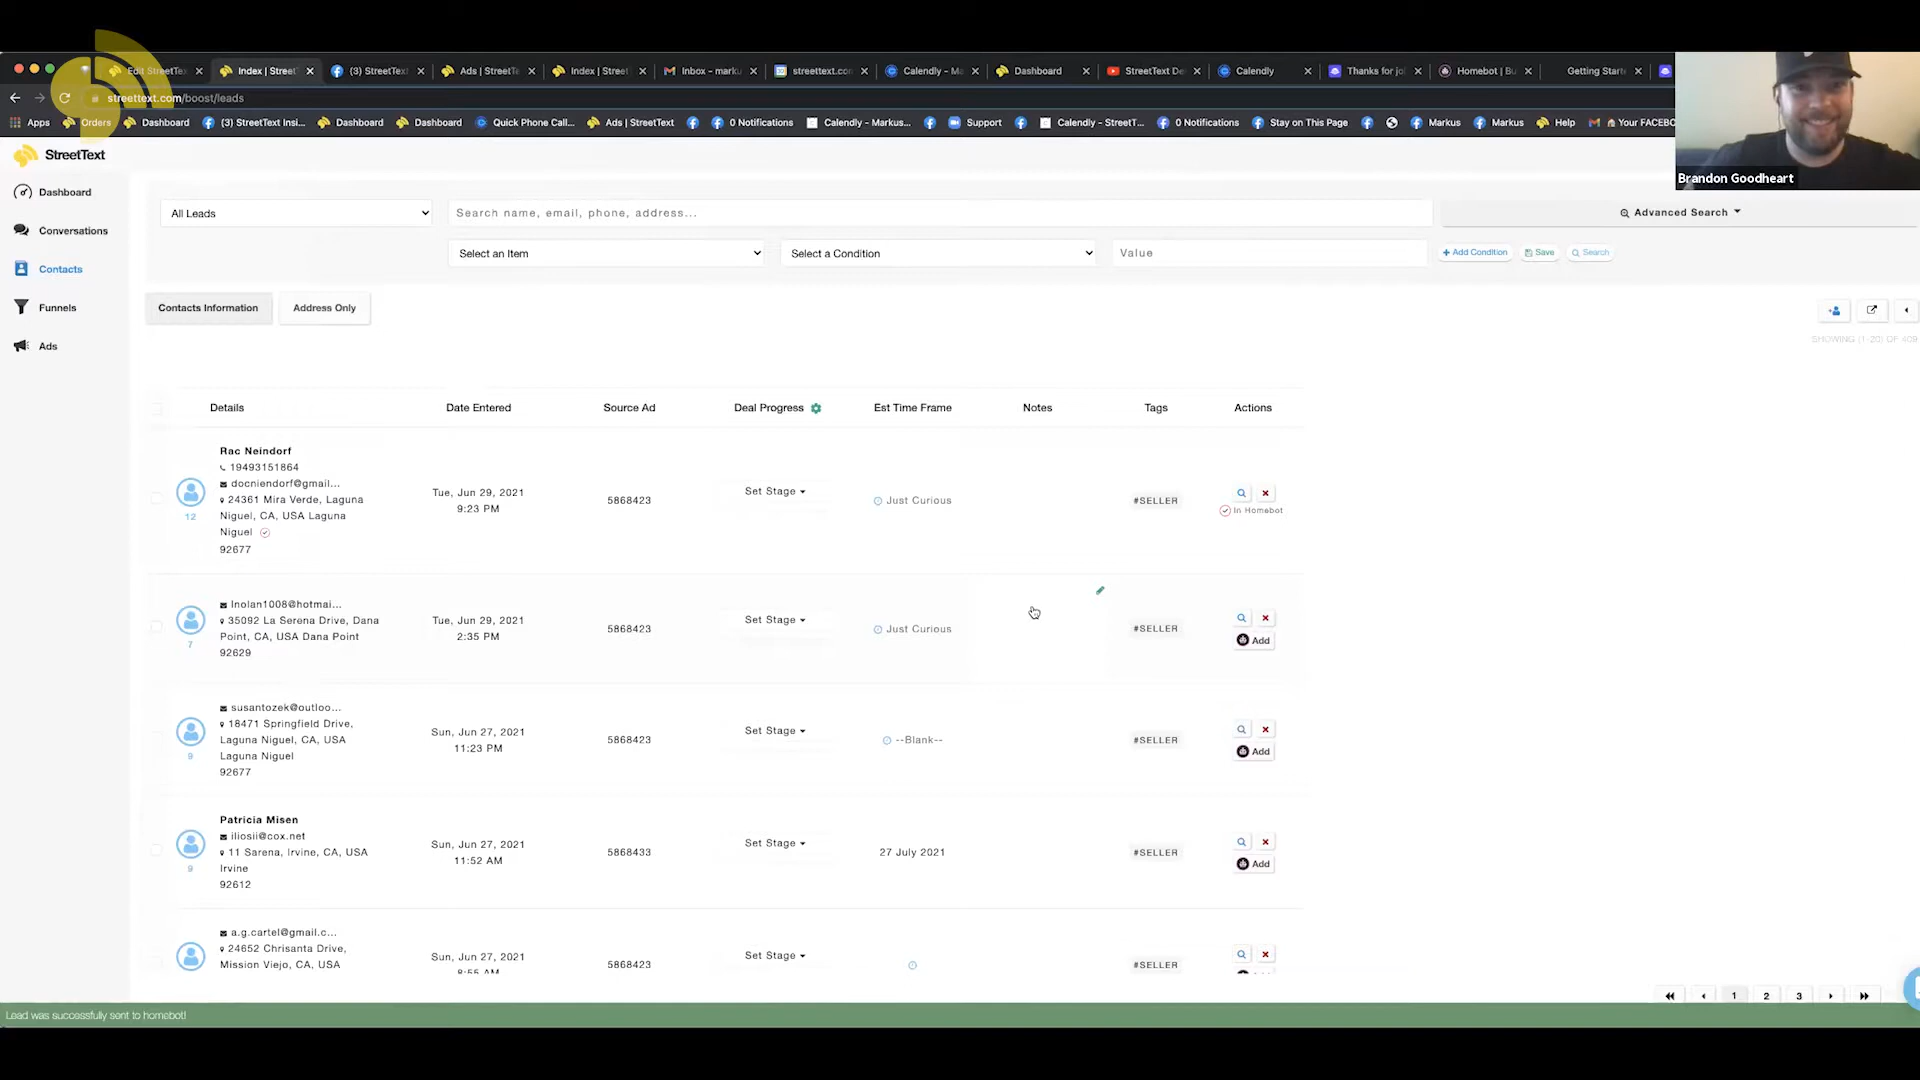 Edit StreetTe
Index | Street
(3) StreetText
Ads | StreetTe
Index | Street
Inbox - marku
streettext.com
Calendly - Ma
Dashboard
StreetText De
Calendly
Thanks for jo
Homebot | Bu
Getting Starte
streettext.com/boost/leads
Apps
Orders
Dashboard
(3) StreetText Insi...
Dashboard
Dashboard
Quick Phone Call...
Ads | StreetText
0 Notifications
Calendly - Markus...
Support
Calendly - StreetT...
0 Notifications
Stay on This Page
Markus
Markus
Help
Your FACEBO
Brandon Goodheart
StreetText
Dashboard
Conversations
Contacts
Funnels
Ads
All Leads
Search name, email, phone, address...
Advanced Search
Select an Item
Select a Condition
Value
+ Add Condition
Save
Search
Contacts Information
Address Only
SHOWING (1-20) OF 409
Details
Date Entered
Source Ad
Deal Progress
Est Time Frame
Notes
Tags
Actions
Rac Neindorf
19493151864
docniendorf@gmail...
24361 Mira Verde, Laguna
Niguel, CA, USA Laguna
Niguel
92677
12
Tue, Jun 29, 2021
9:23 PM
5868423
Set Stage
Just Curious
#SELLER
In Homebot
lnolan1008@hotmai...
35092 La Serena Drive, Dana
Point, CA, USA Dana Point
92629
7
Tue, Jun 29, 2021
2:35 PM
5868423
Set Stage
Just Curious
#SELLER
Add
susantozek@outloo...
18471 Springfield Drive,
Laguna Niguel, CA, USA
Laguna Niguel
92677
9
Sun, Jun 27, 2021
11:23 PM
5868423
Set Stage
--Blank--
#SELLER
Add
Patricia Misen
iliosii@cox.net
11 Sarena, Irvine, CA, USA
Irvine
92612
9
Sun, Jun 27, 2021
11:52 AM
5868433
Set Stage
27 July 2021
#SELLER
Add
a.g.cartel@gmail.c...
24652 Chrisanta Drive,
Mission Viejo, CA, USA
Sun, Jun 27, 2021
8:55 AM
5868423
Set Stage
#SELLER
1
2
3
Lead was successfully sent to homebot!